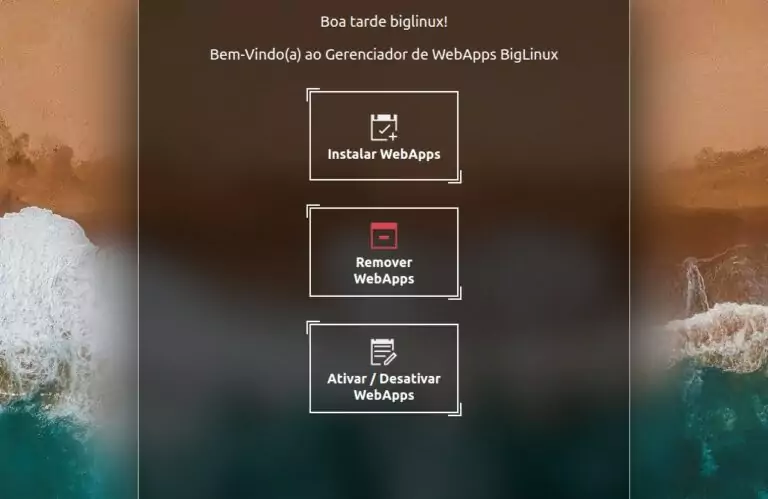 Boa tarde biglinux!
Bem-Vindo(a) ao Gerenciador de WebApps BigLinux
Instalar WebApps
Remover
WebApps
Ativar / Desativar
WebApps